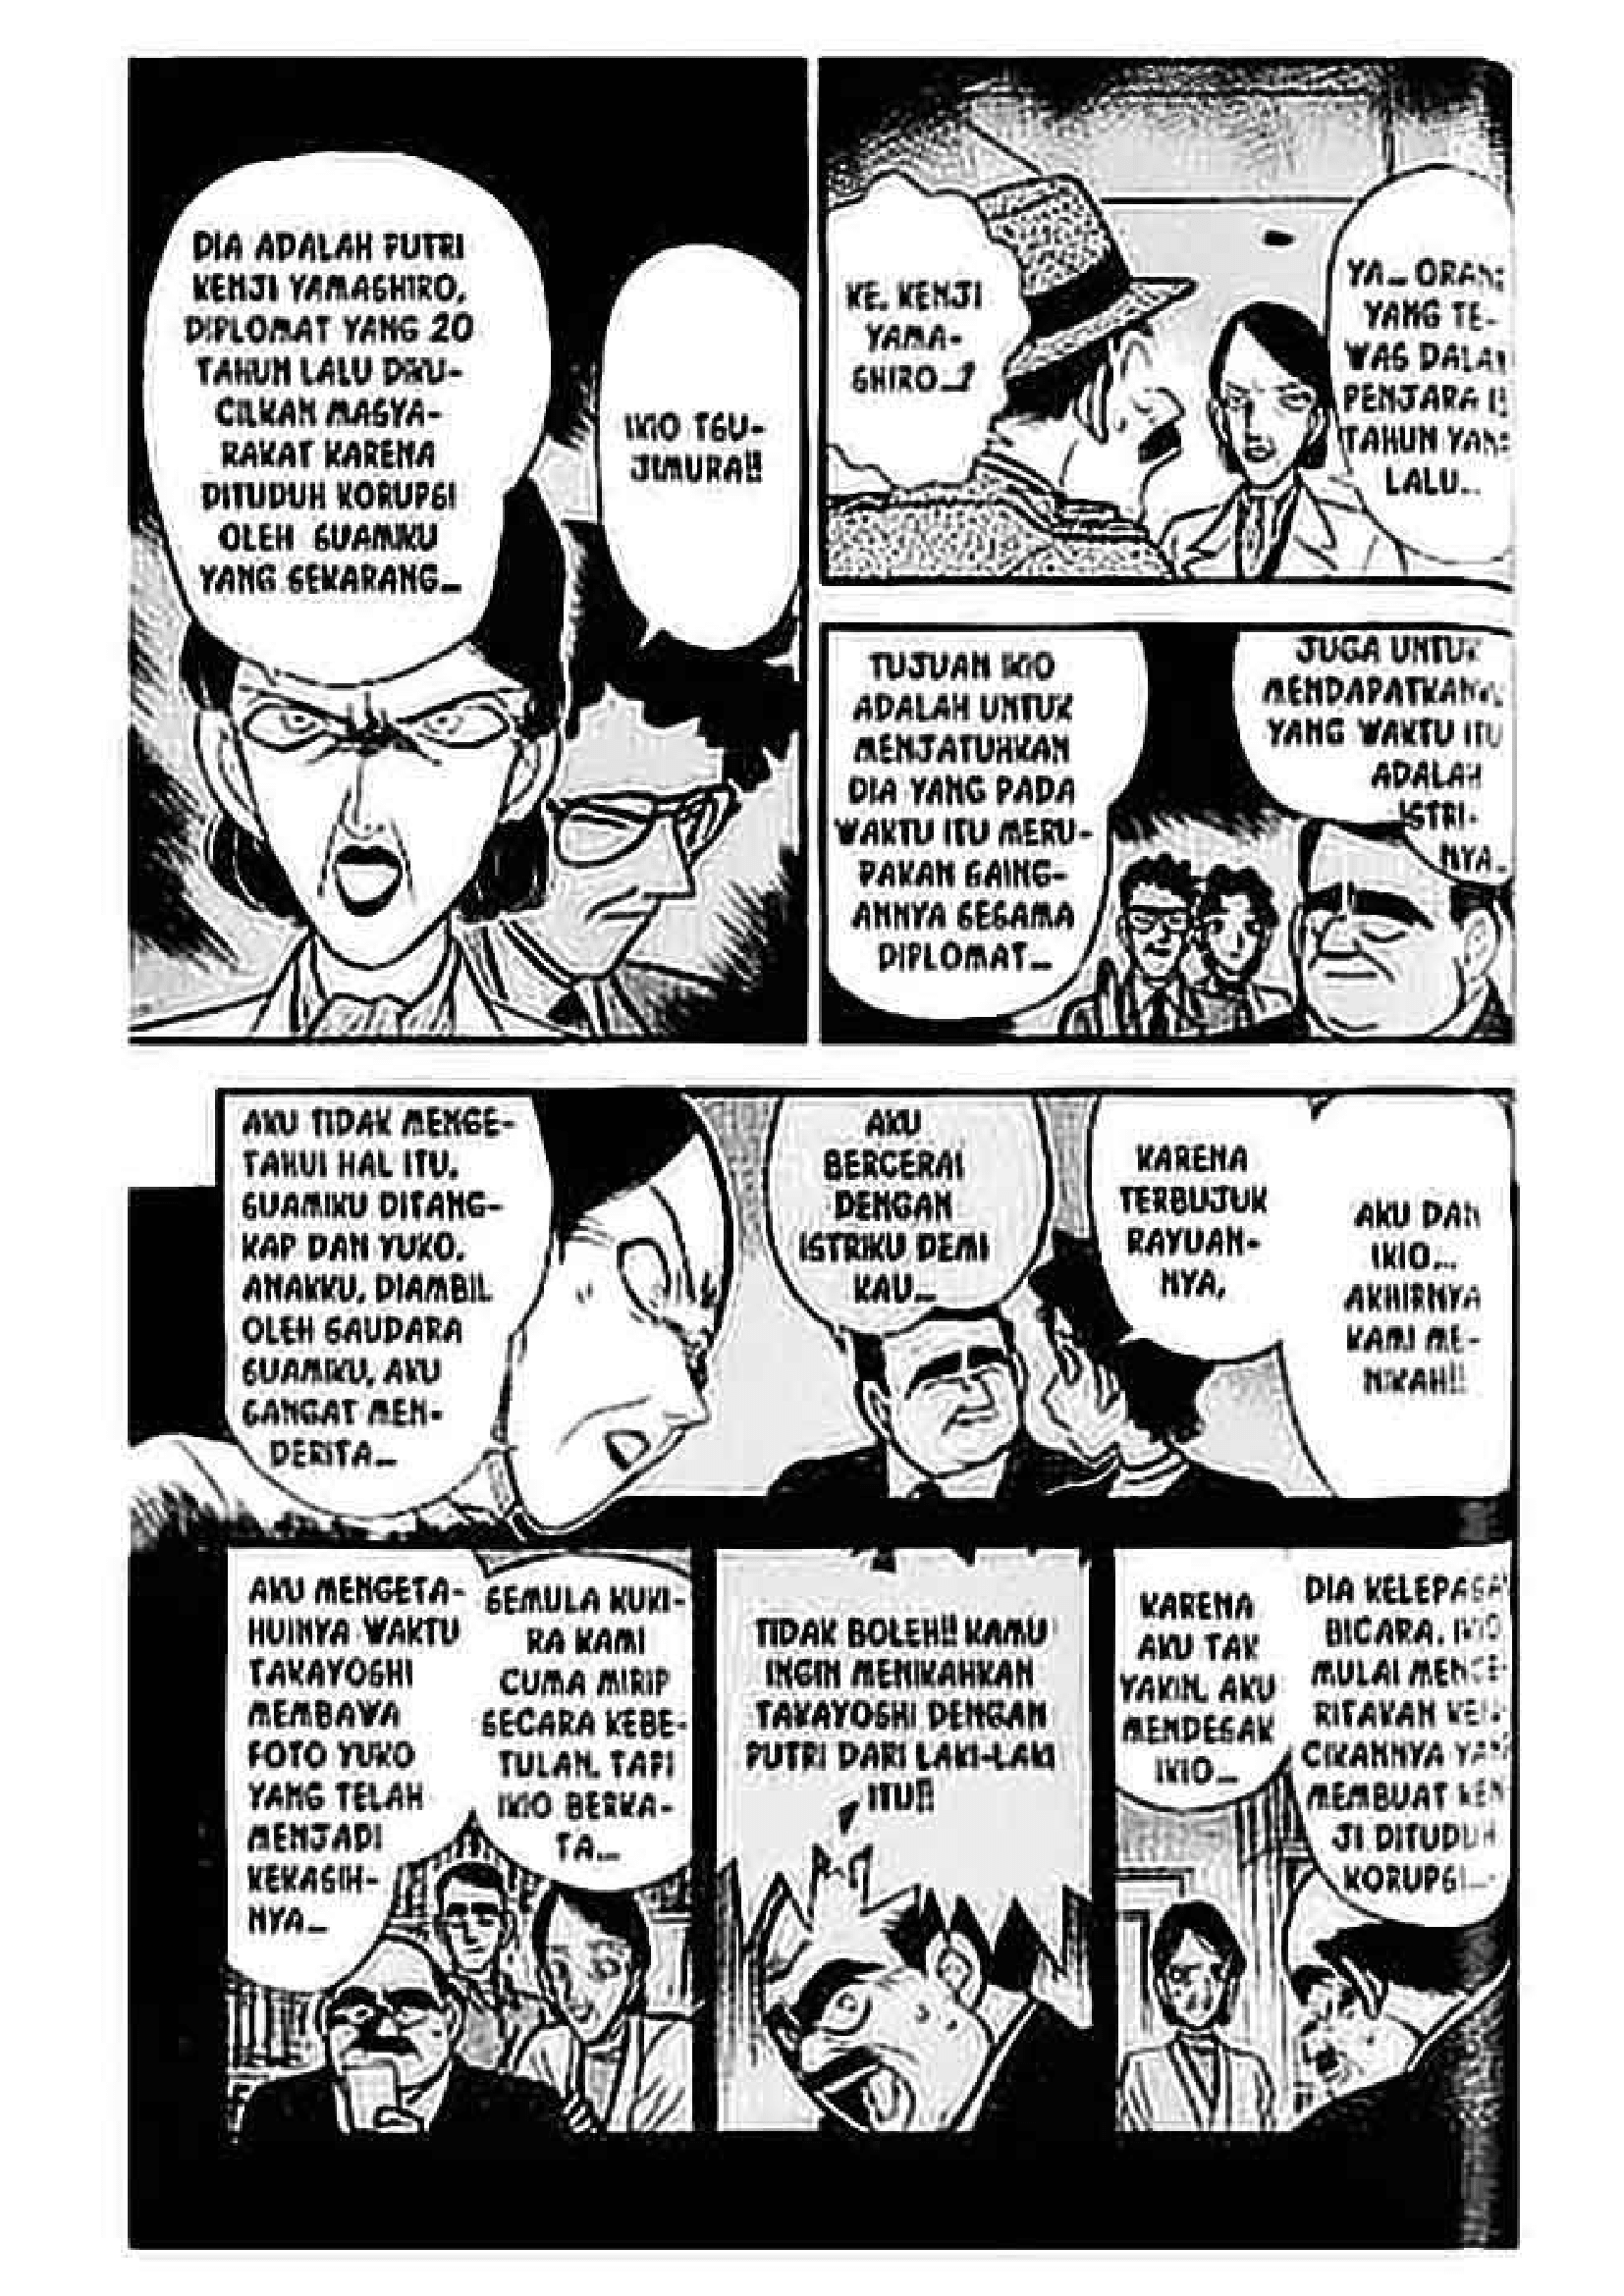 DIA ADALAH PUTRI
KENJI YAMASHIRO,
DIPLOMAT YANG 20
TAHUN LALU DIKU-
CILKAN MASYA-
RAKAT KARENA
DITUDUH KORUPSI
OLEH SUAMIKU
YANG SEKARANG...
IKIO TSU-
JIMURA!!
KE. KENJI
YAMA-
SHIRO...?
YA... ORANG
YANG TE-
WAS DALAM
PENJARA
TAHUN YANG
LALU...
TUJUAN IKIO
ADALAH UNTUK
MENJATUHKAN
DIA YANG PADA
WAKTU ITU MERU-
PAKAN SAING-
ANNYA SESAMA
DIPLOMAT...
JUGA UNTUK
MENDAPATKANKU
YANG WAKTU ITU
ADALAH
ISTRI-
NYA...
AKU TIDAK MENGE-
TAHUI HAL ITU.
SUAMIKU DITANG-
KAP DAN YUKO.
ANAKKU, DIAMBIL
OLEH SAUDARA
SUAMIKU, AKU
SANGAT MEN-
DERITA...
AKU
BERCERAI
DENGAN
ISTRIKU DEMI
KAU...
KARENA
TERBUJUK
RAYUAN-
NYA,
AKU DAN
IKIO...
AKHIRNYA
KAMI ME-
NIKAH!!
AKU MENGETA-
HUINYA WAKTU
TAKAYOSHI
MEMBAWA
FOTO YUKO
YANG TELAH
MENJADI
KEKASIH-
NYA...
SEMULA KUKI-
RA KAMI
CUMA MIRIP
SECARA KEBE-
TULAN. TAPI
IKIO BERKA-
TA...
TIDAK BOLEH!! KAMU
INGIN MENIKAHKAN
TAKAYOSHI DENGAN
PUTRI DARI LAKI-LAKI
ITU!!
KARENA
AKU TAK
YAKIN. AKU
MENDESAK
IKIO...
DIA KELEPASAN
BICARA. IKIO
MULAI MENCE-
RITAKAN KELI-
CIKANNYA YANG
MEMBUAT KEN-
JI DITUDUH
KORUPSI...